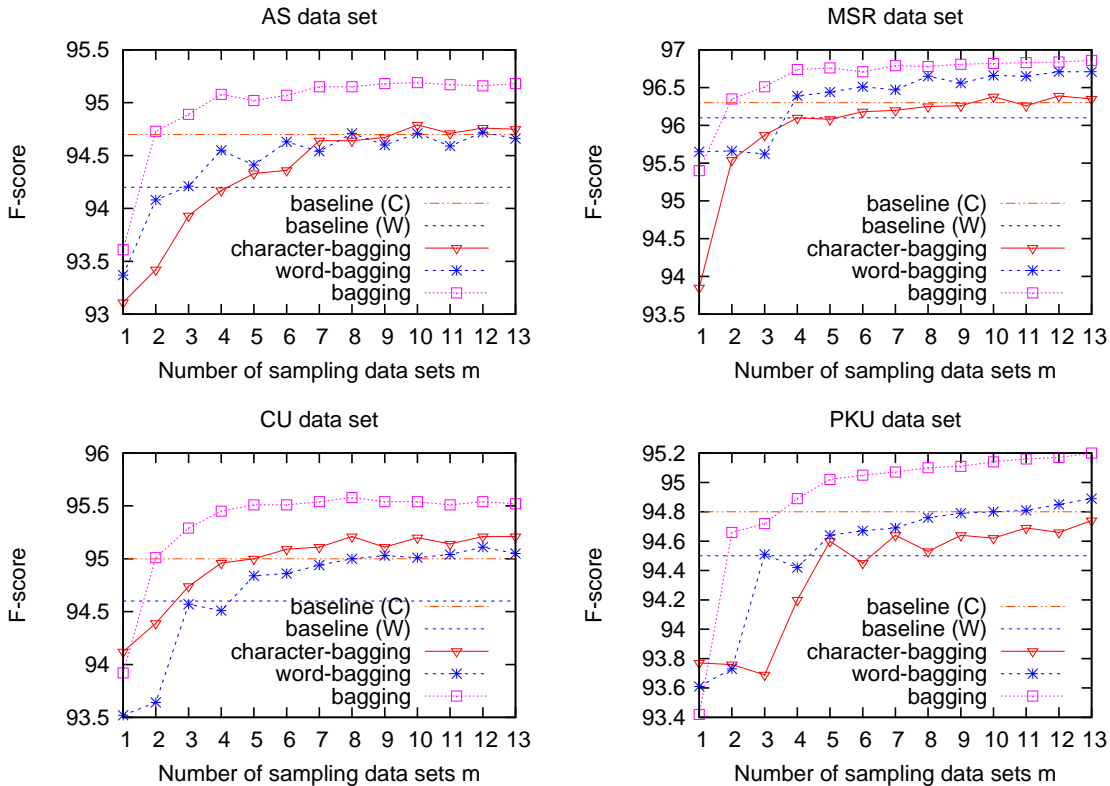 AS data set
F-score
95.5
95
94.5
94
93.5
93
baseline (C)
baseline (W)
character-bagging
word-bagging
bagging
1 2 3 4 5 6 7 8 9 10 11 12 13
Number of sampling data sets m
MSR data set
F-score
97
96.5
96
95.5
95
94.5
94
93.5
baseline (C)
baseline (W)
character-bagging
word-bagging
bagging
1 2 3 4 5 6 7 8 9 10 11 12 13
Number of sampling data sets m
CU data set
F-score
96
95.5
95
94.5
94
93.5
baseline (C)
baseline (W)
character-bagging
word-bagging
bagging
1 2 3 4 5 6 7 8 9 10 11 12 13
Number of sampling data sets m
PKU data set
F-score
95.2
95
94.8
94.6
94.4
94.2
94
93.8
93.6
93.4
baseline (C)
baseline (W)
character-bagging
word-bagging
bagging
1 2 3 4 5 6 7 8 9 10 11 12 13
Number of sampling data sets m